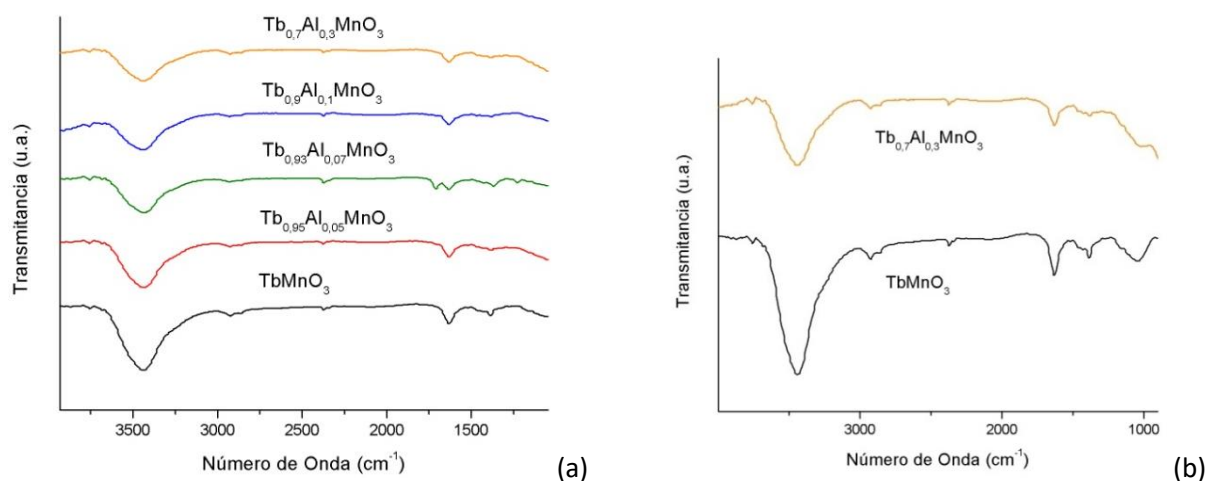 Tb0,7Al0,3MnO3
Tb0,9Al0,1MnO3
Tb0,93Al0,07MnO3
Tb0,95Al0,05MnO3
TbMnO3
Transmitancia (u.a.)
3500 3000 2500 2000 1500
Número de Onda (cm-1)
(a)
Tb0,7Al0,3MnO3
TbMnO3
Transmitancia (u.a.)
3000 2000 1000
Número de Onda (cm-1)
(b)